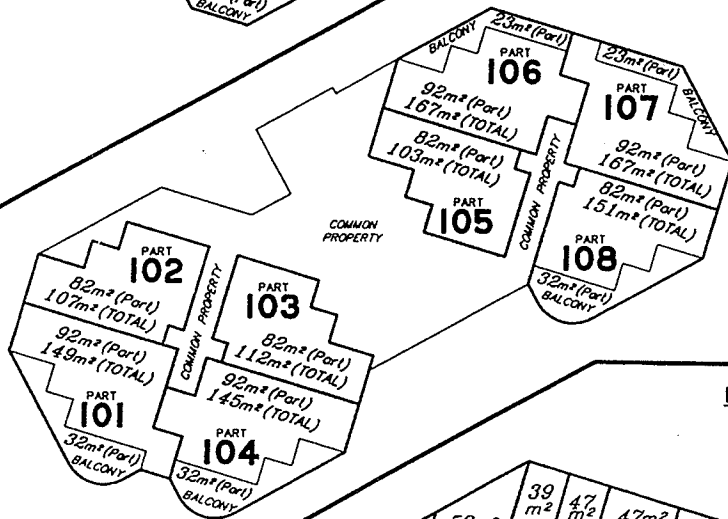 (Part)
BALCONY
23m² (Part)
BALCONY
PART
106
92m² (Part)
167m² (TOTAL)
23m² (Part)
BALCONY
PART
107
92m² (Part)
167m² (TOTAL)
82m² (Part)
103m² (TOTAL)
PART
105
COMMON PROPERTY
82m² (Part)
151m² (TOTAL)
PART
108
32m² (Part)
BALCONY
COMMON
PROPERTY
PART
102
82m² (Part)
107m² (TOTAL)
COMMON PROPERTY
PART
103
82m² (Part)
112m² (TOTAL)
92m² (Part)
149m² (TOTAL)
PART
101
32m² (Part)
BALCONY
92m² (Part)
145m² (TOTAL)
PART
104
32m² (Part)
BALCONY
39
m²
47
m²
47m²